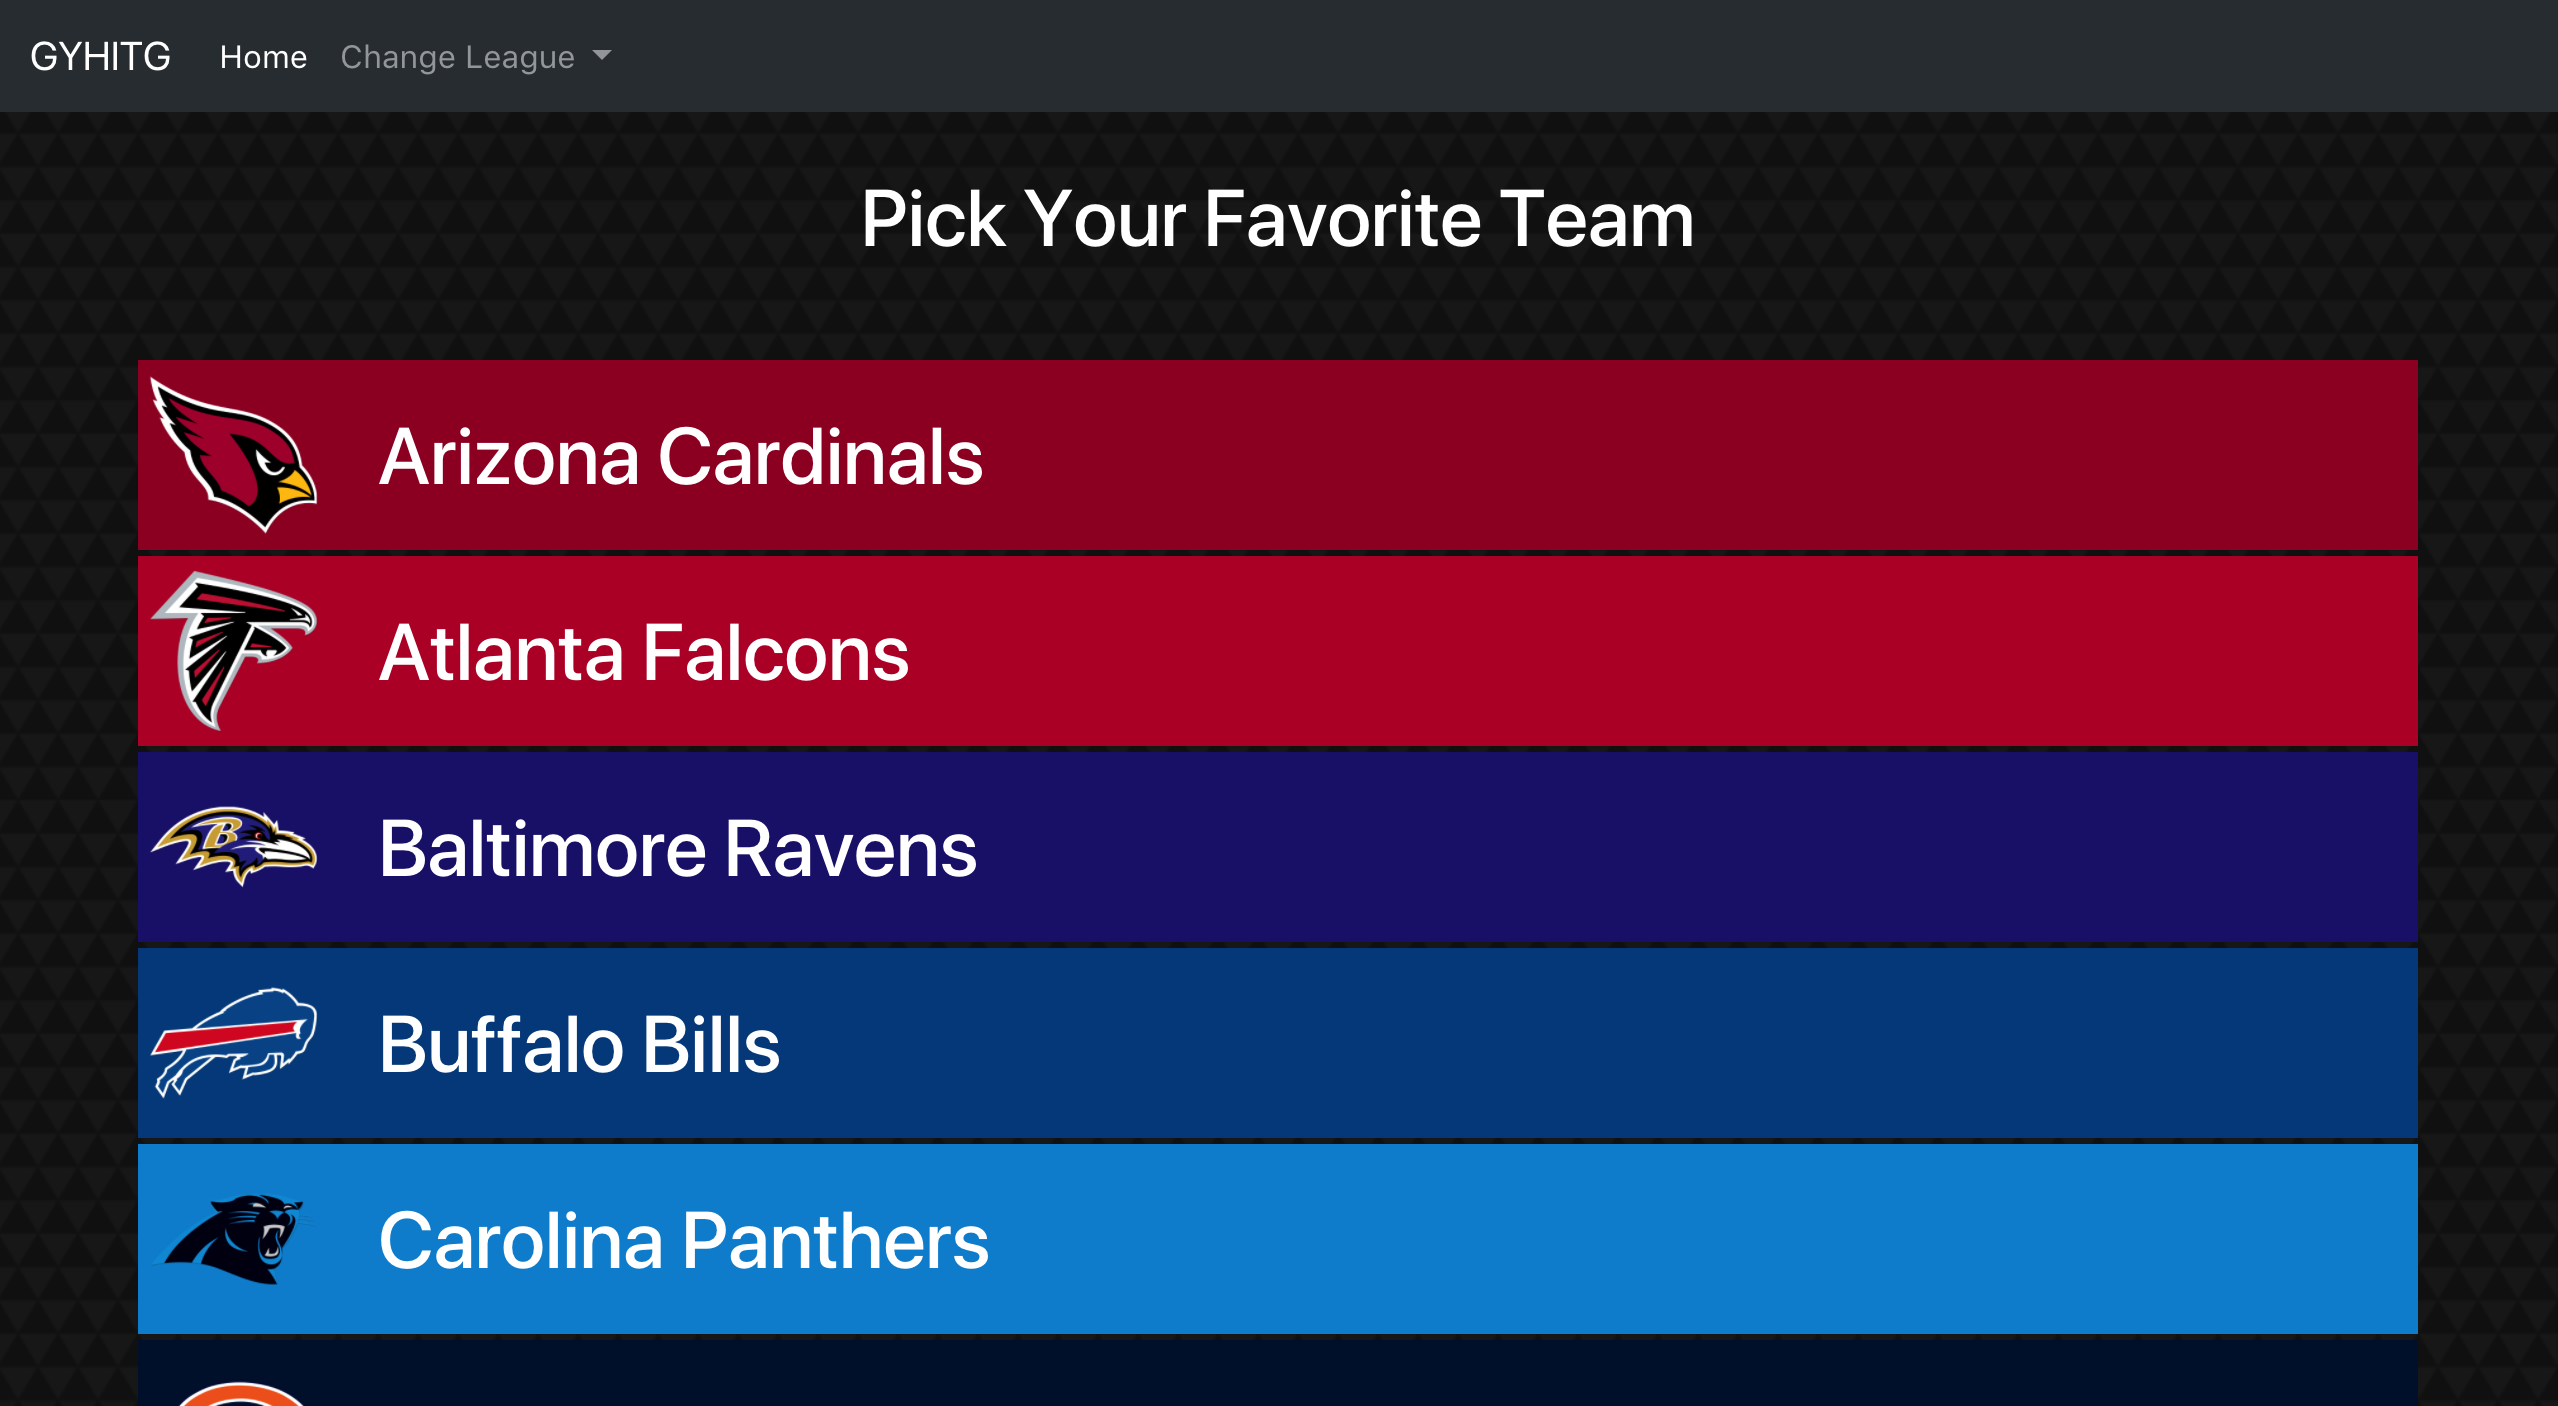 GYHITG Home Change League
Pick Your Favorite Team
Arizona Cardinals
Atlanta Falcons
B
Baltimore Ravens
Buffalo Bills
Carolina Panthers